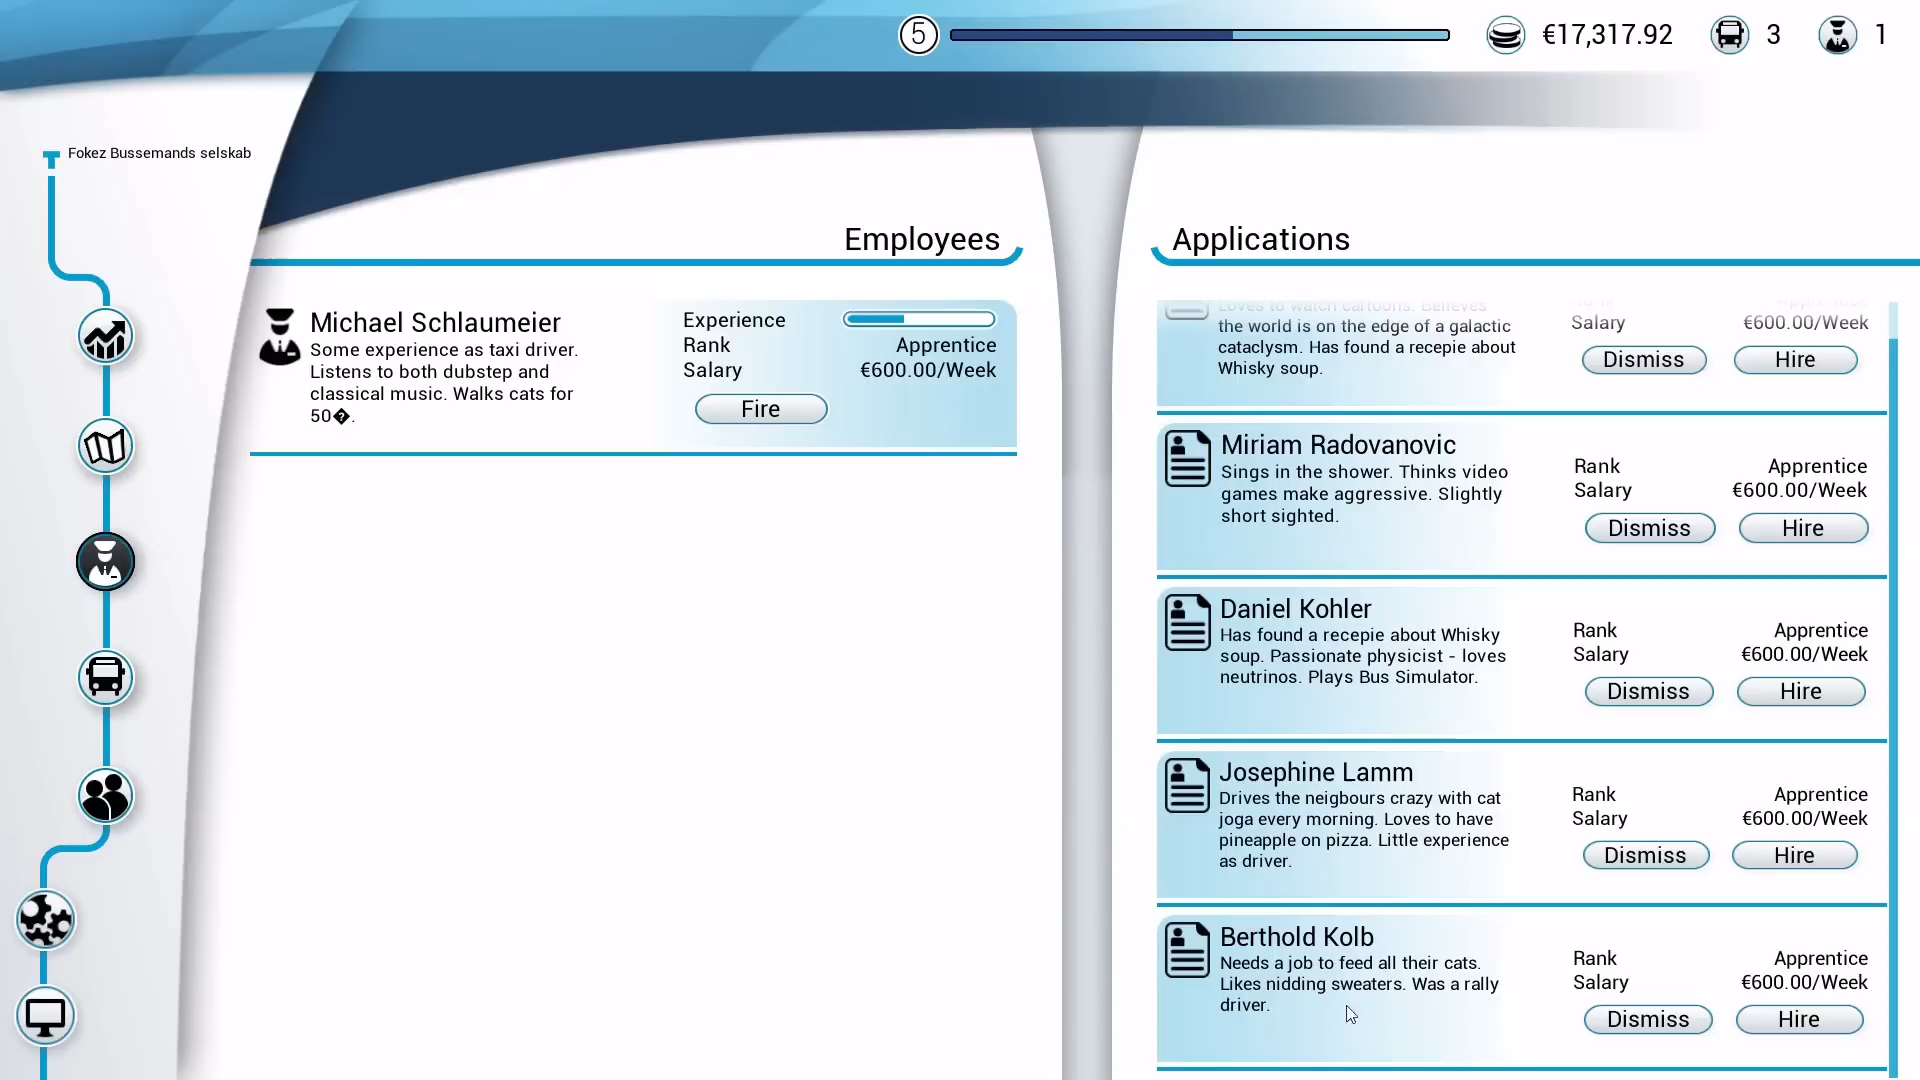 5
€17,317.92
3
1
Fokez Bussemands selskab
Employees
Michael Schlaumeier
Some experience as taxi driver.
Listens to both dubstep and
classical music. Walks cats for
50�.
Experience
Rank Apprentice
Salary €600.00/Week
Fire
Applications
Loves to watch cartoons. Believes
the world is on the edge of a galactic
cataclysm. Has found a recepie about
Whisky soup.
Rank Apprentice
Salary €600.00/Week
Dismiss Hire
Miriam Radovanovic
Sings in the shower. Thinks video
games make aggressive. Slightly
short sighted.
Rank Apprentice
Salary €600.00/Week
Dismiss Hire
Daniel Kohler
Has found a recepie about Whisky
soup. Passionate physicist - loves
neutrinos. Plays Bus Simulator.
Rank Apprentice
Salary €600.00/Week
Dismiss Hire
Josephine Lamm
Drives the neigbours crazy with cat
joga every morning. Loves to have
pineapple on pizza. Little experience
as driver.
Rank Apprentice
Salary €600.00/Week
Dismiss Hire
Berthold Kolb
Needs a job to feed all their cats.
Likes nidding sweaters. Was a rally
driver.
Rank Apprentice
Salary €600.00/Week
Dismiss Hire